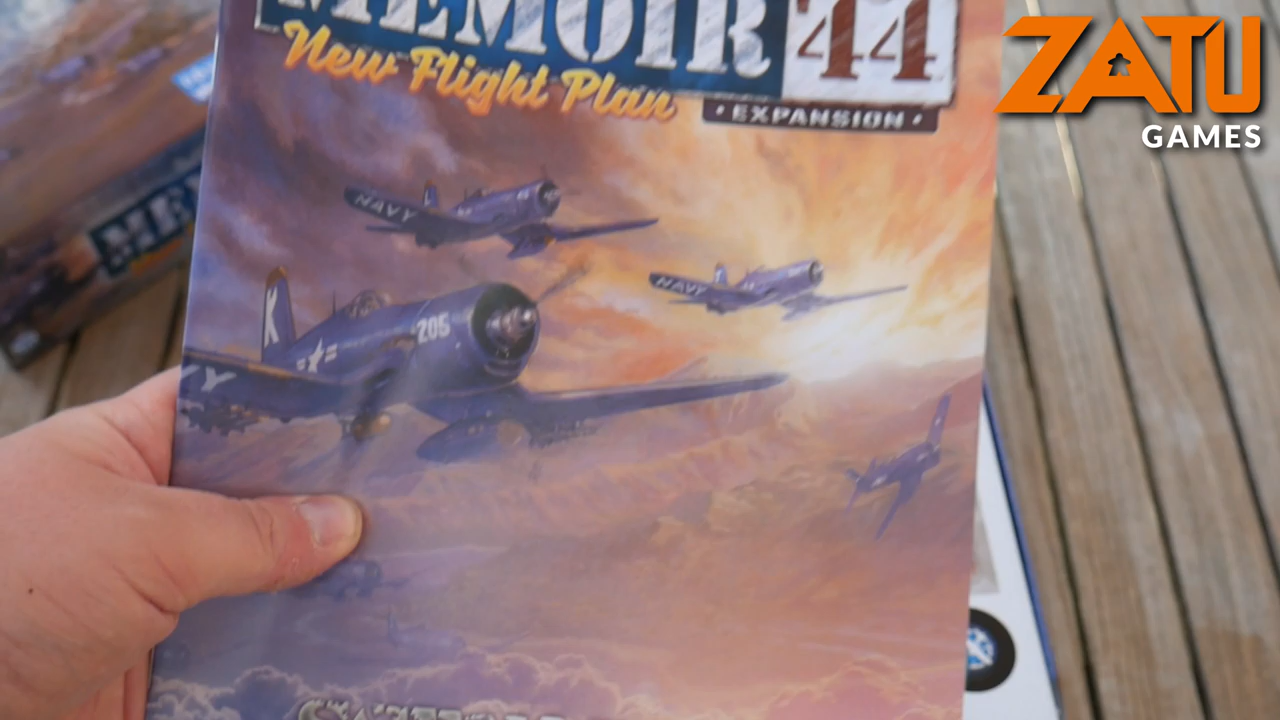 MEMOIR '44
New Flight Plan
• EXPANSION •
ZATU
GAMES
NAVY
NAVY
K
205